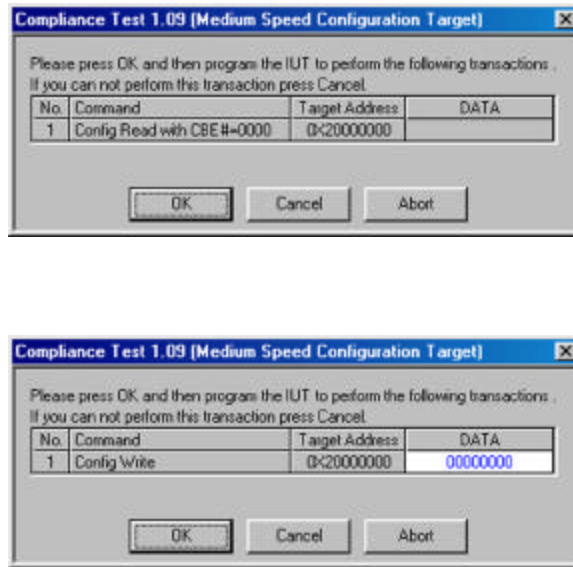 Compliance Test 1.09 (Medium Speed Configuration Target)
Please press OK and then program the IUT to perform the following transactions .
If you can not perform this transaction press Cancel.
No. Command Target Address DATA
1 Config Read with CBE#=0000 0X20000000
OK Cancel Abort
Compliance Test 1.09 (Medium Speed Configuration Target)
Please press OK and then program the IUT to perform the following transactions .
If you can not perform this transaction press Cancel.
No. Command Target Address DATA
1 Config Write 0X20000000 00000000
OK Cancel Abort